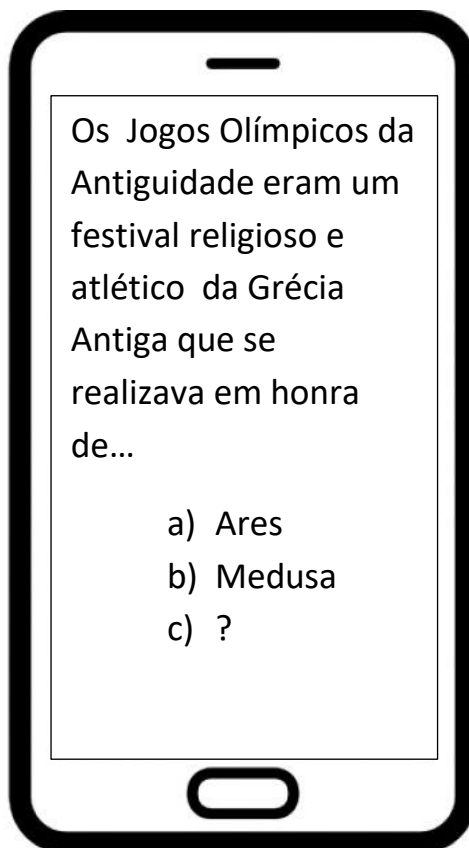 Os Jogos Olímpicos da
Antiguidade eram um
festival religioso e
atlético da Grécia
Antiga que se
realizava em honra
de...
a) Ares
b) Medusa
c) ?